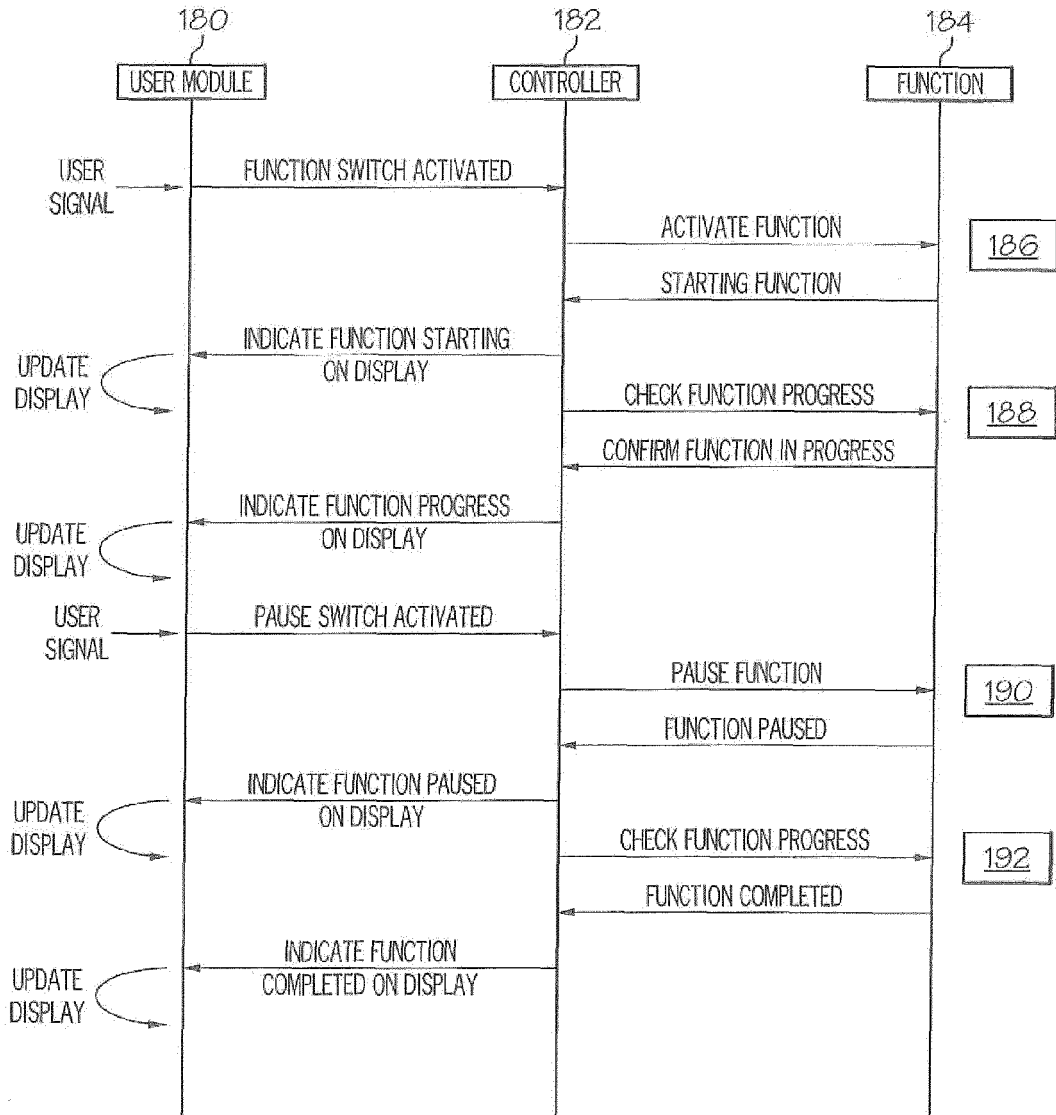 180
182
184
USER MODULE
CONTROLLER
FUNCTION
USER
SIGNAL
FUNCTION SWITCH ACTIVATED
ACTIVATE FUNCTION
186
STARTING FUNCTION
INDICATE FUNCTION STARTING
ON DISPLAY
UPDATE
DISPLAY
CHECK FUNCTION PROGRESS
188
CONFIRM FUNCTION IN PROGRESS
INDICATE FUNCTION PROGRESS
ON DISPLAY
UPDATE
DISPLAY
USER
SIGNAL
PAUSE SWITCH ACTIVATED
PAUSE FUNCTION
190
FUNCTION PAUSED
INDICATE FUNCTION PAUSED
ON DISPLAY
UPDATE
DISPLAY
CHECK FUNCTION PROGRESS
192
FUNCTION COMPLETED
INDICATE FUNCTION
COMPLETED ON DISPLAY
UPDATE
DISPLAY